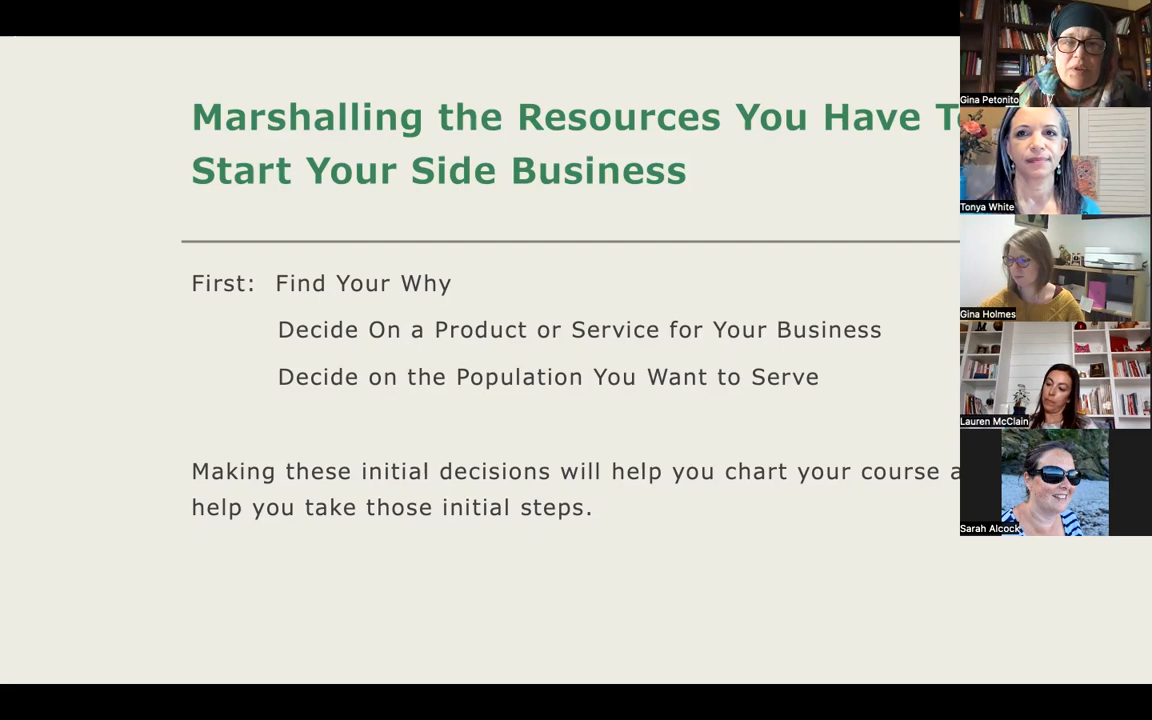 Marshalling the Resources You Have
Start Your Side Business
First: Find Your Why
Decide On a Product or Service for Your Business
Decide on the Population You Want to Serve
Making these initial decisions will help you chart your course
help you take those initial steps.
Gina Petonito
Tonya White
Gina Holmes
Lauren McClain
Sarah Alcock